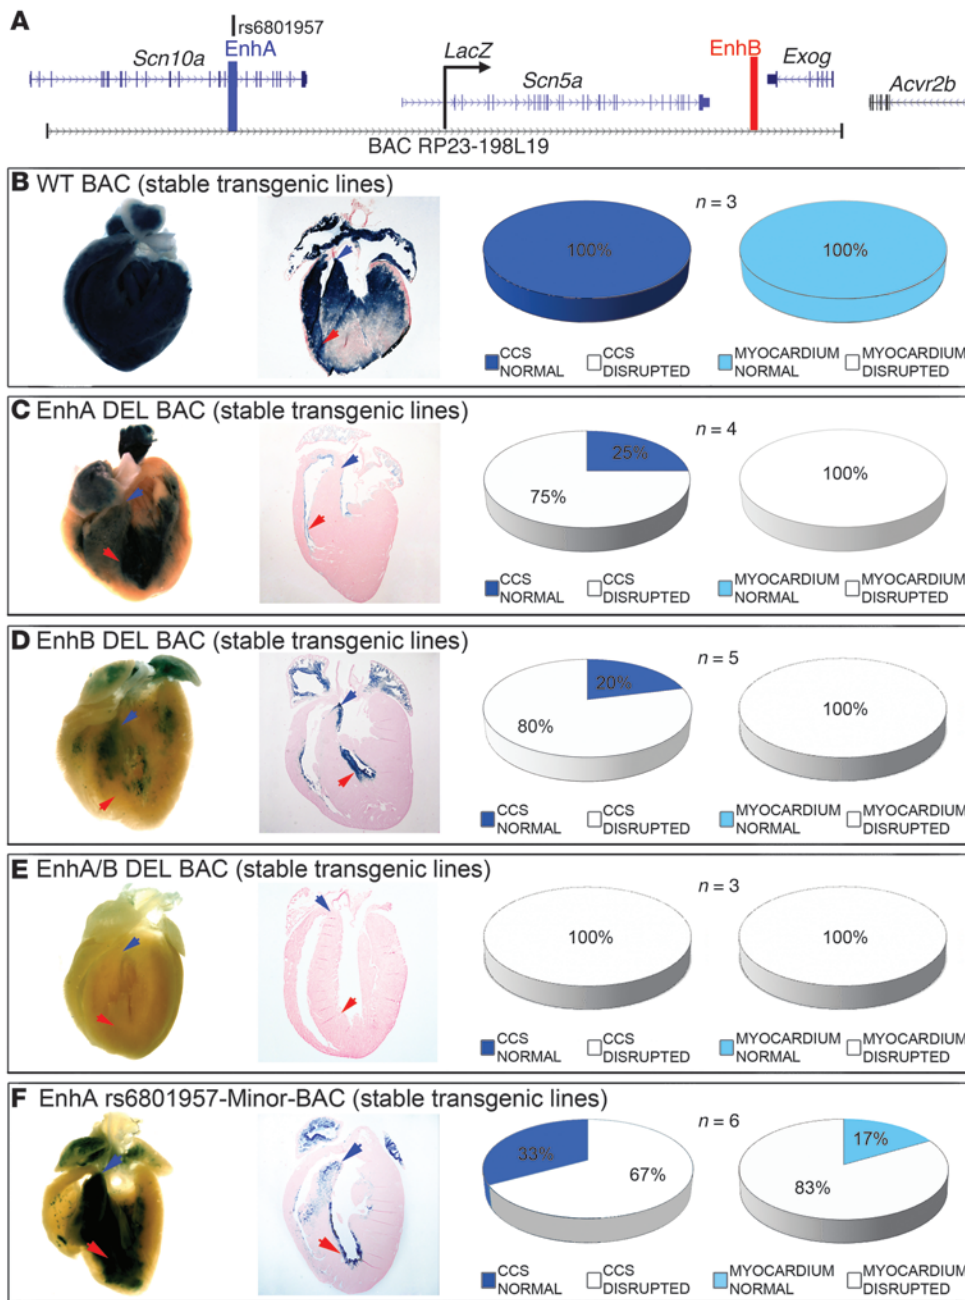 A
rs6801957
EnhA
EnhB
Scn10a
LacZ
Exog
Scn5a
Acvr2b
BAC RP23-198L19
B WT BAC (stable transgenic lines)
n = 3
100%
100%
CCS NORMAL
CCS DISRUPTED
MYOCARDIUM NORMAL
MYOCARDIUM DISRUPTED
C EnhA DEL BAC (stable transgenic lines)
n = 4
25%
75%
100%
CCS NORMAL
CCS DISRUPTED
MYOCARDIUM NORMAL
MYOCARDIUM DISRUPTED
D EnhB DEL BAC (stable transgenic lines)
n = 5
20%
80%
100%
CCS NORMAL
CCS DISRUPTED
MYOCARDIUM NORMAL
MYOCARDIUM DISRUPTED
E EnhA/B DEL BAC (stable transgenic lines)
n = 3
100%
100%
CCS NORMAL
CCS DISRUPTED
MYOCARDIUM NORMAL
MYOCARDIUM DISRUPTED
F EnhA rs6801957-Minor-BAC (stable transgenic lines)
n = 6
33%
67%
17%
83%
CCS NORMAL
CCS DISRUPTED
MYOCARDIUM NORMAL
MYOCARDIUM DISRUPTED